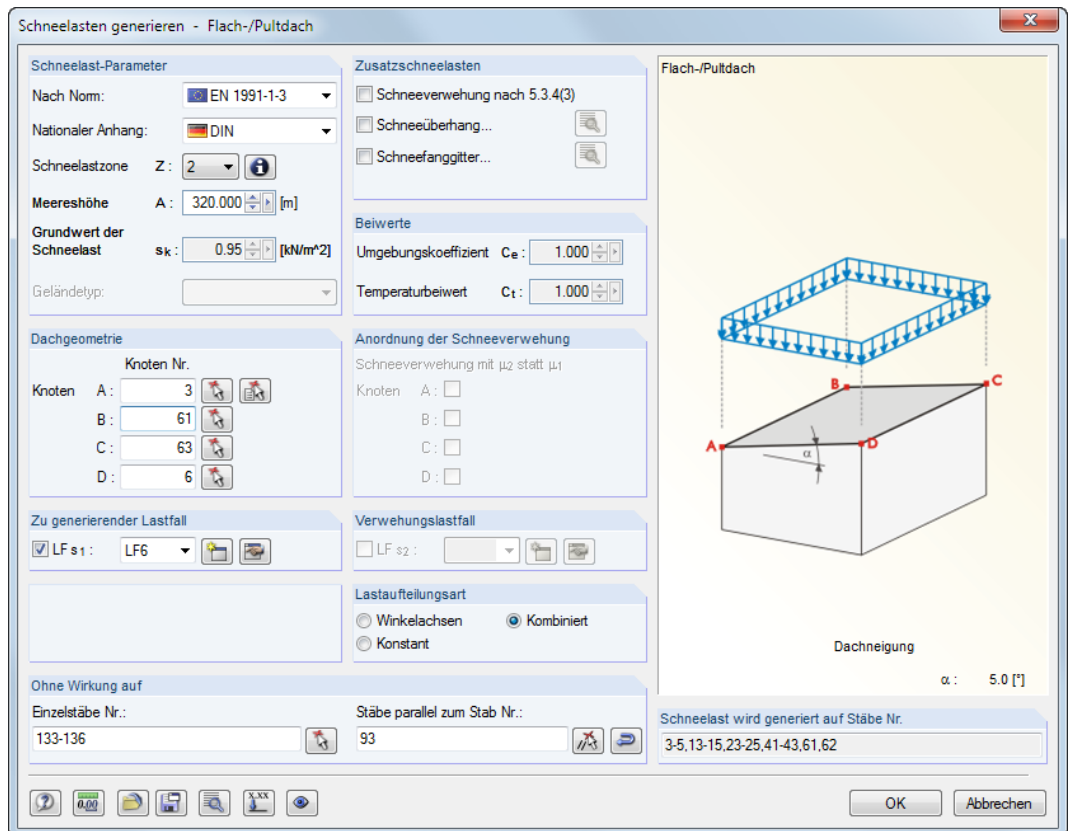 Schneelasten generieren - Flach-/Pultdach
Schneelast-Parameter
Nach Norm: EN 1991-1-3
Nationaler Anhang: DIN
Schneelastzone Z : 2
Meereshöhe A : 320.000 [m]
Grundwert der
Schneelast sk : 0.95 [kN/m^2]
Geländetyp:
Zusatzschneelasten
Schneeverwehung nach 5.3.4(3)
Schneeüberhang...
Schneefanggitter...
Beiwerte
Umgebungskoeffizient Ce : 1.000
Temperaturbeiwert Ct : 1.000
Dachgeometrie
Knoten Nr.
Knoten A : 3
B : 61
C : 63
D : 6
Anordnung der Schneeverwehung
Schneeverwehung mit μ2 statt μ1
Knoten A :
B :
C :
D :
Zu generierender Lastfall
LF s1 : LF6
Verwehungslastfall
LF s2 :
Lastaufteilungsart
Winkelachsen Kombiniert
Konstant
Ohne Wirkung auf
Einzelstäbe Nr.: Stäbe parallel zum Stab Nr.:
133-136 93
Flach-/Pultdach
B C
A D
α
Dachneigung
α : 5.0 [°]
Schneelast wird generiert auf Stäbe Nr.
3-5,13-15,23-25,41-43,61,62
0.00 x.xx
OK Abbrechen